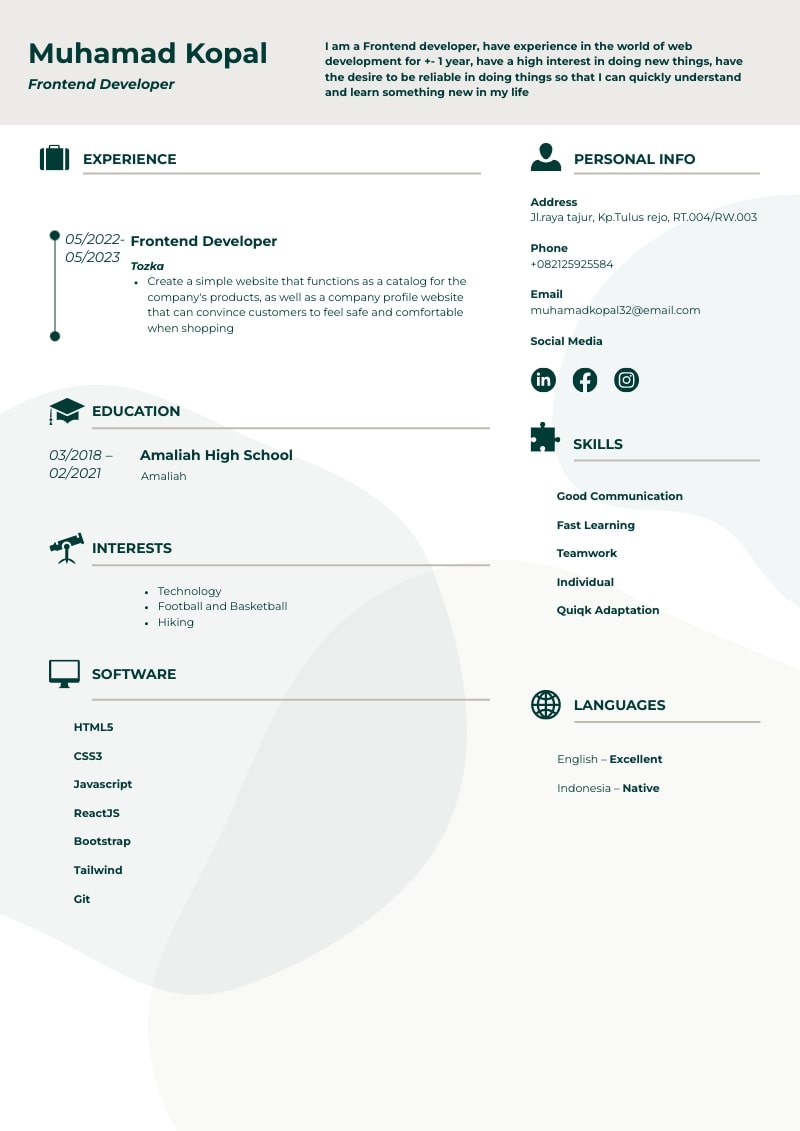 Muhamad Kopal
Frontend Developer
I am a Frontend developer, have experience in the world of web
development for +- 1 year, have a high interest in doing new things, have
the desire to be reliable in doing things so that I can quickly understand
and learn something new in my life
EXPERIENCE
05/2022-
05/2023
Frontend Developer
Tozka
• Create a simple website that functions as a catalog for the
company's products, as well as a company profile website
that can convince customers to feel safe and comfortable
when shopping
EDUCATION
03/2018 –
02/2021
Amaliah High School
Amaliah
INTERESTS
• Technology
• Football and Basketball
• Hiking
SOFTWARE
HTML5
CSS3
Javascript
ReactJS
Bootstrap
Tailwind
Git
PERSONAL INFO
Address
Jl.raya tajur, Kp.Tulus rejo, RT.004/RW.003
Phone
+082125925584
Email
muhamadkopal32@email.com
Social Media
in
SKILLS
Good Communication
Fast Learning
Teamwork
Individual
Quiqk Adaptation
LANGUAGES
English – Excellent
Indonesia – Native